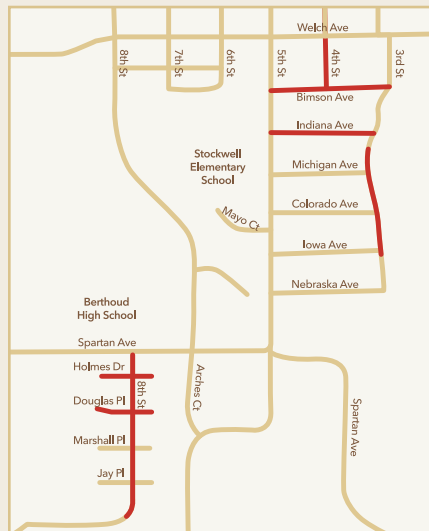 Welch Ave
8th St
7th St
6th St
5th St
4th St
3rd St
Bimson Ave
Indiana Ave
Stockwell
Elementary
School
Michigan Ave
Colorado Ave
Mayo Ct
Iowa Ave
Nebraska Ave
Berthoud
High School
Spartan Ave
Holmes Dr
8th St
Arches Ct
Douglas Pl
Spartan Ave
Marshall Pl
Jay Pl